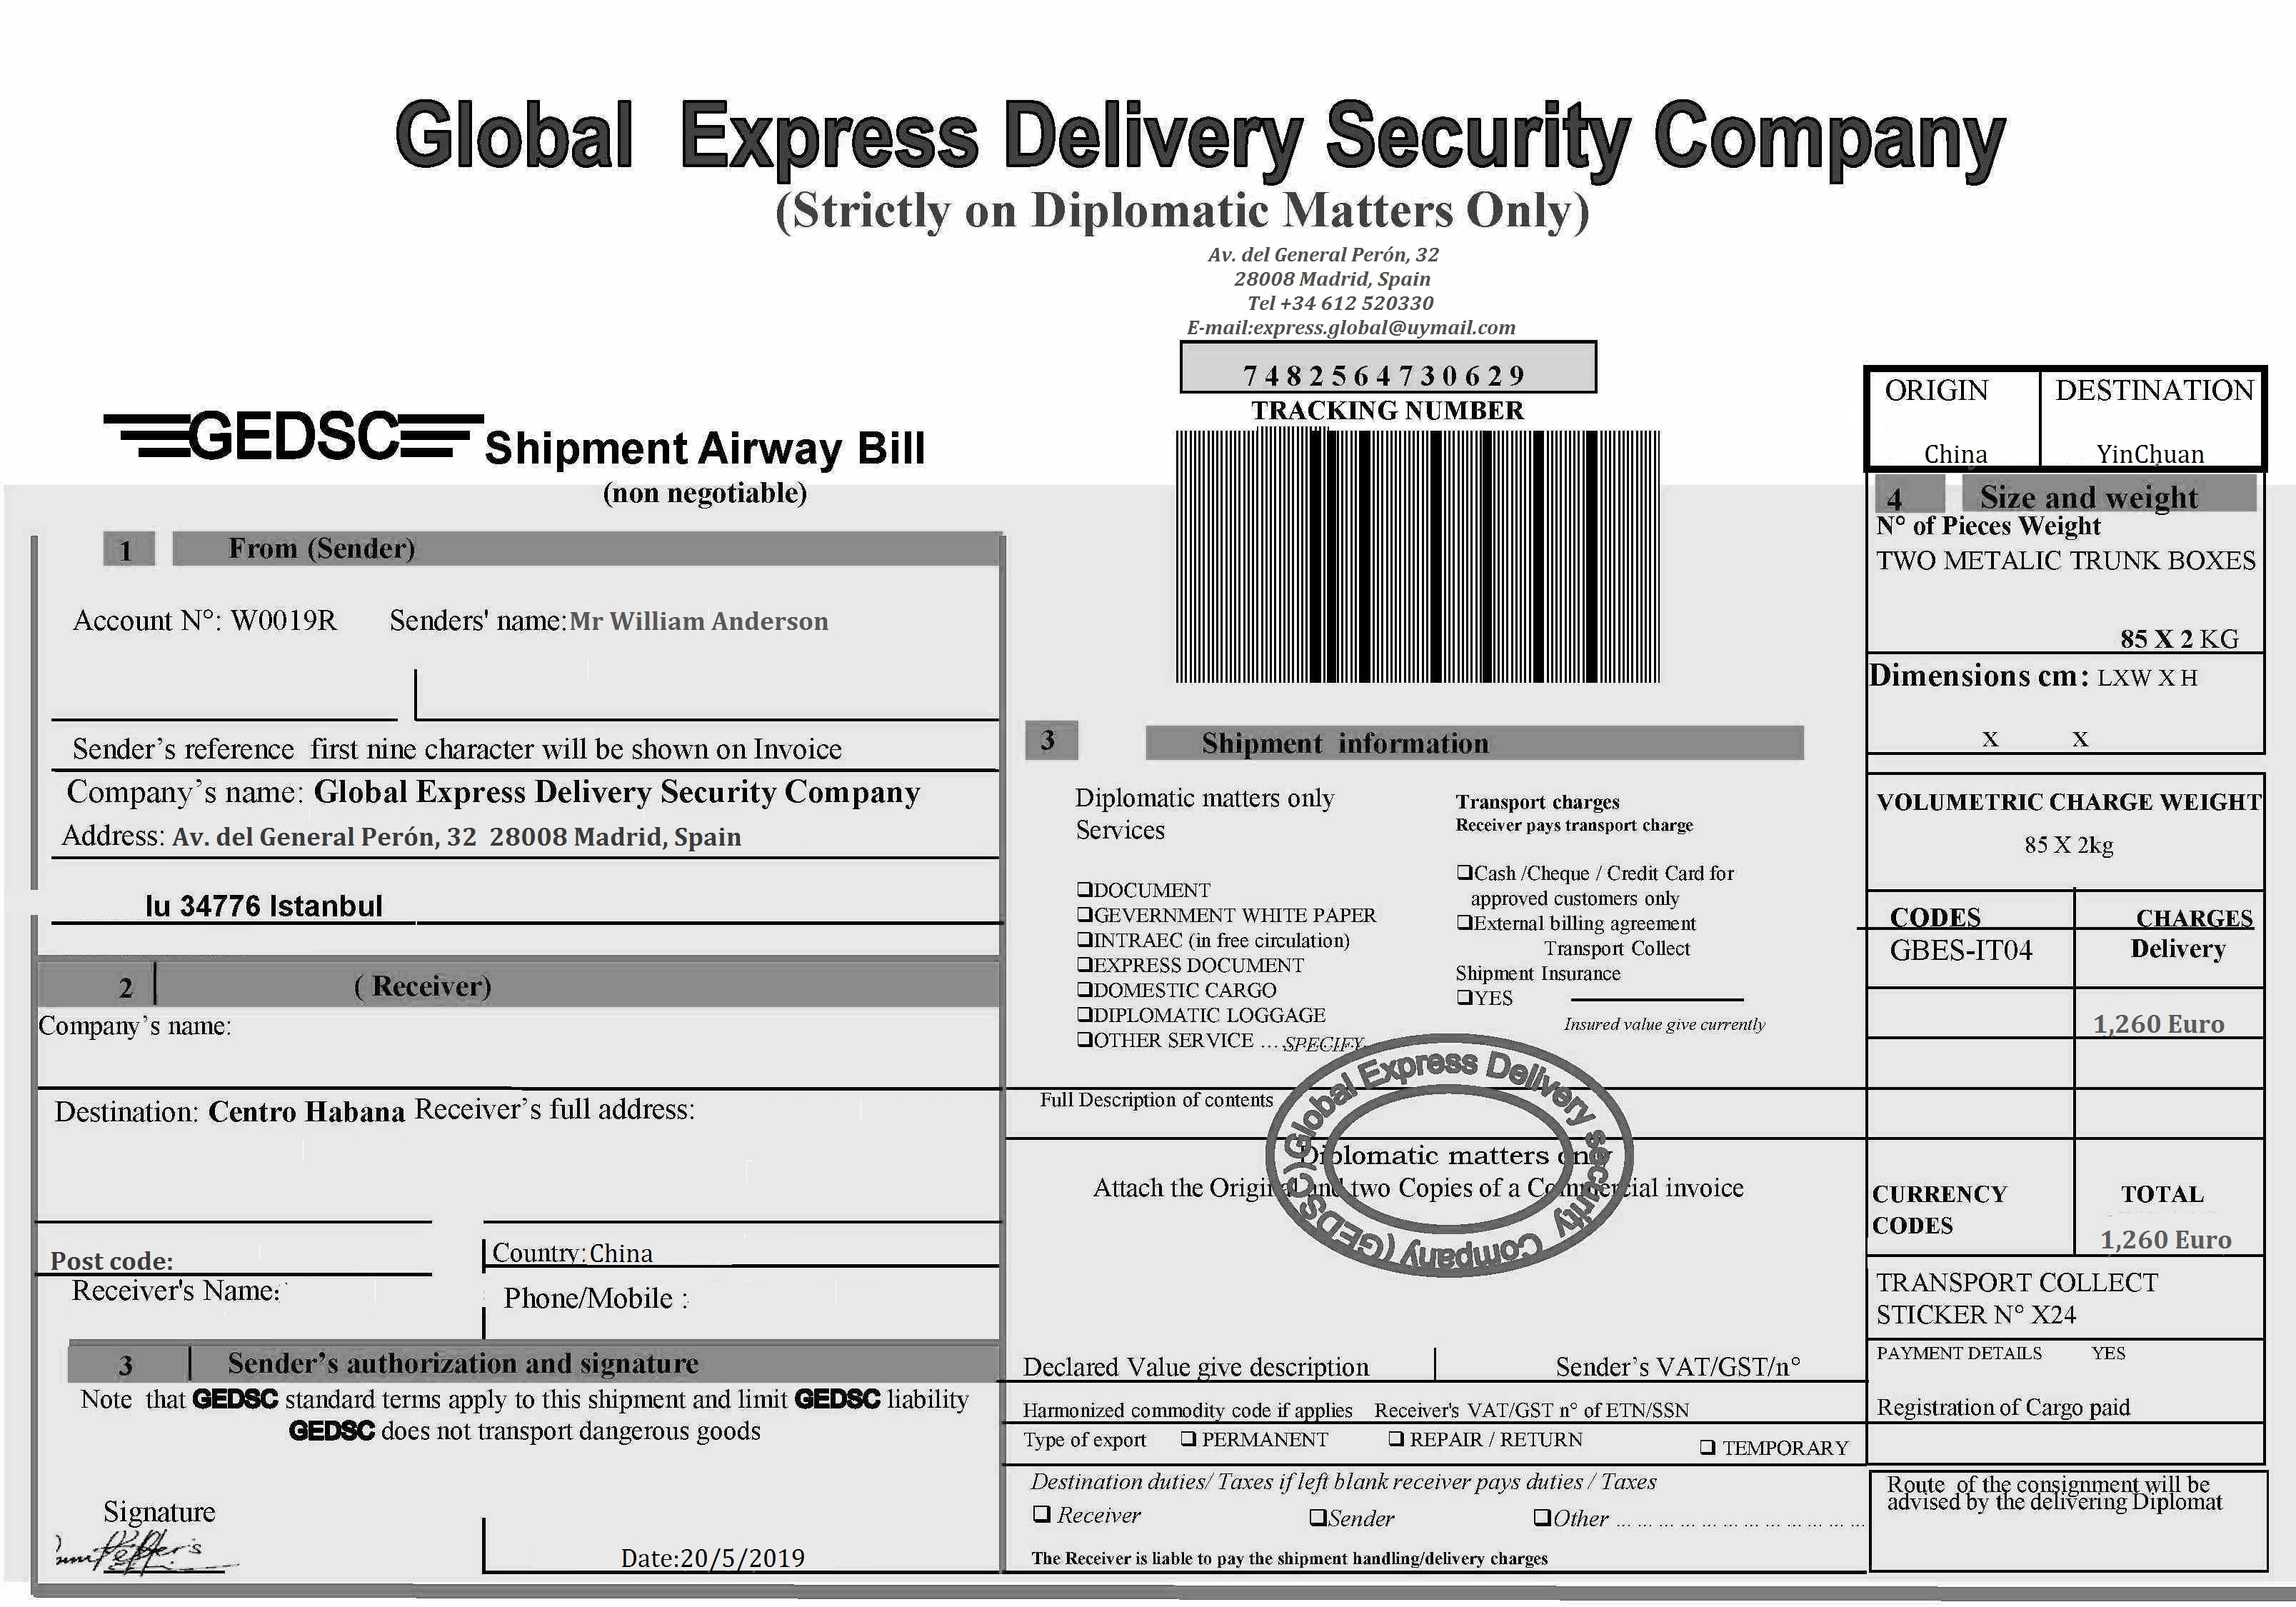 Global Express Delivery Security Company
(Strictly on Diplomatic Matters Only)
Av. del General Perón, 32
28008 Madrid, Spain
Tel +34 612 520330
E-mail:express.global@uymail.com
7482564730629
TRACKING NUMBER
GEDSC Shipment Airway Bill
(non negotiable)
ORIGIN DESTINATION
China YinChuan
1 From (Sender)
Account N°: W0019R Senders' name:Mr William Anderson
Sender’s reference first nine character will be shown on Invoice
Company’s name: Global Express Delivery Security Company
Address: Av. del General Perón, 32 28008 Madrid, Spain
lu 34776 Istanbul
2 ( Receiver)
Company’s name:
Destination: Centro Habana Receiver’s full address:
Post code:
Country:China
Receiver's Name:
Phone/Mobile :
3 Sender’s authorization and signature
Note that GEDSC standard terms apply to this shipment and limit GEDSC liability
GEDSC does not transport dangerous goods
Signature
Date:20/5/2019
3 Shipment information
Diplomatic matters only
Services
❑DOCUMENT
❑GEVERNMENT WHITE PAPER
❑INTRAEC (in free circulation)
❑EXPRESS DOCUMENT
❑DOMESTIC CARGO
❑DIPLOMATIC LOGGAGE
❑OTHER SERVICE ... SPECIFY
Transport charges
Receiver pays transport charge
❑Cash /Cheque / Credit Card for
approved customers only
❑External billing agreement
Transport Collect
Shipment Insurance
❑YES
Insured value give currently
Full Description of contents
Diplomatic matters only
Attach the Original and two Copies of a Commercial invoice
Global Express Delivery security Company (GEDSC)
Declared Value give description Sender’s VAT/GST/n°
Harmonized commodity code if applies Receiver's VAT/GST n° of ETN/SSN
Type of export ❑ PERMANENT ❑ REPAIR / RETURN ❑ TEMPORARY
Destination duties/ Taxes if left blank receiver pays duties / Taxes
❑ Receiver ❑Sender ❑Other ... ... ... ... ... ... ... ... ... ... ... ...
The Receiver is liable to pay the shipment handling/delivery charges
4 Size and weight
N° of Pieces Weight
TWO METALIC TRUNK BOXES
85 X 2 KG
Dimensions cm: LXW X H
X X
VOLUMETRIC CHARGE WEIGHT
85 X 2kg
CODES CHARGES
GBES-IT04 Delivery
1,260 Euro
CURRENCY TOTAL
CODES
1,260 Euro
TRANSPORT COLLECT
STICKER N° X24
PAYMENT DETAILS YES
Registration of Cargo paid
Route of the consignment will be
advised by the delivering Diplomat